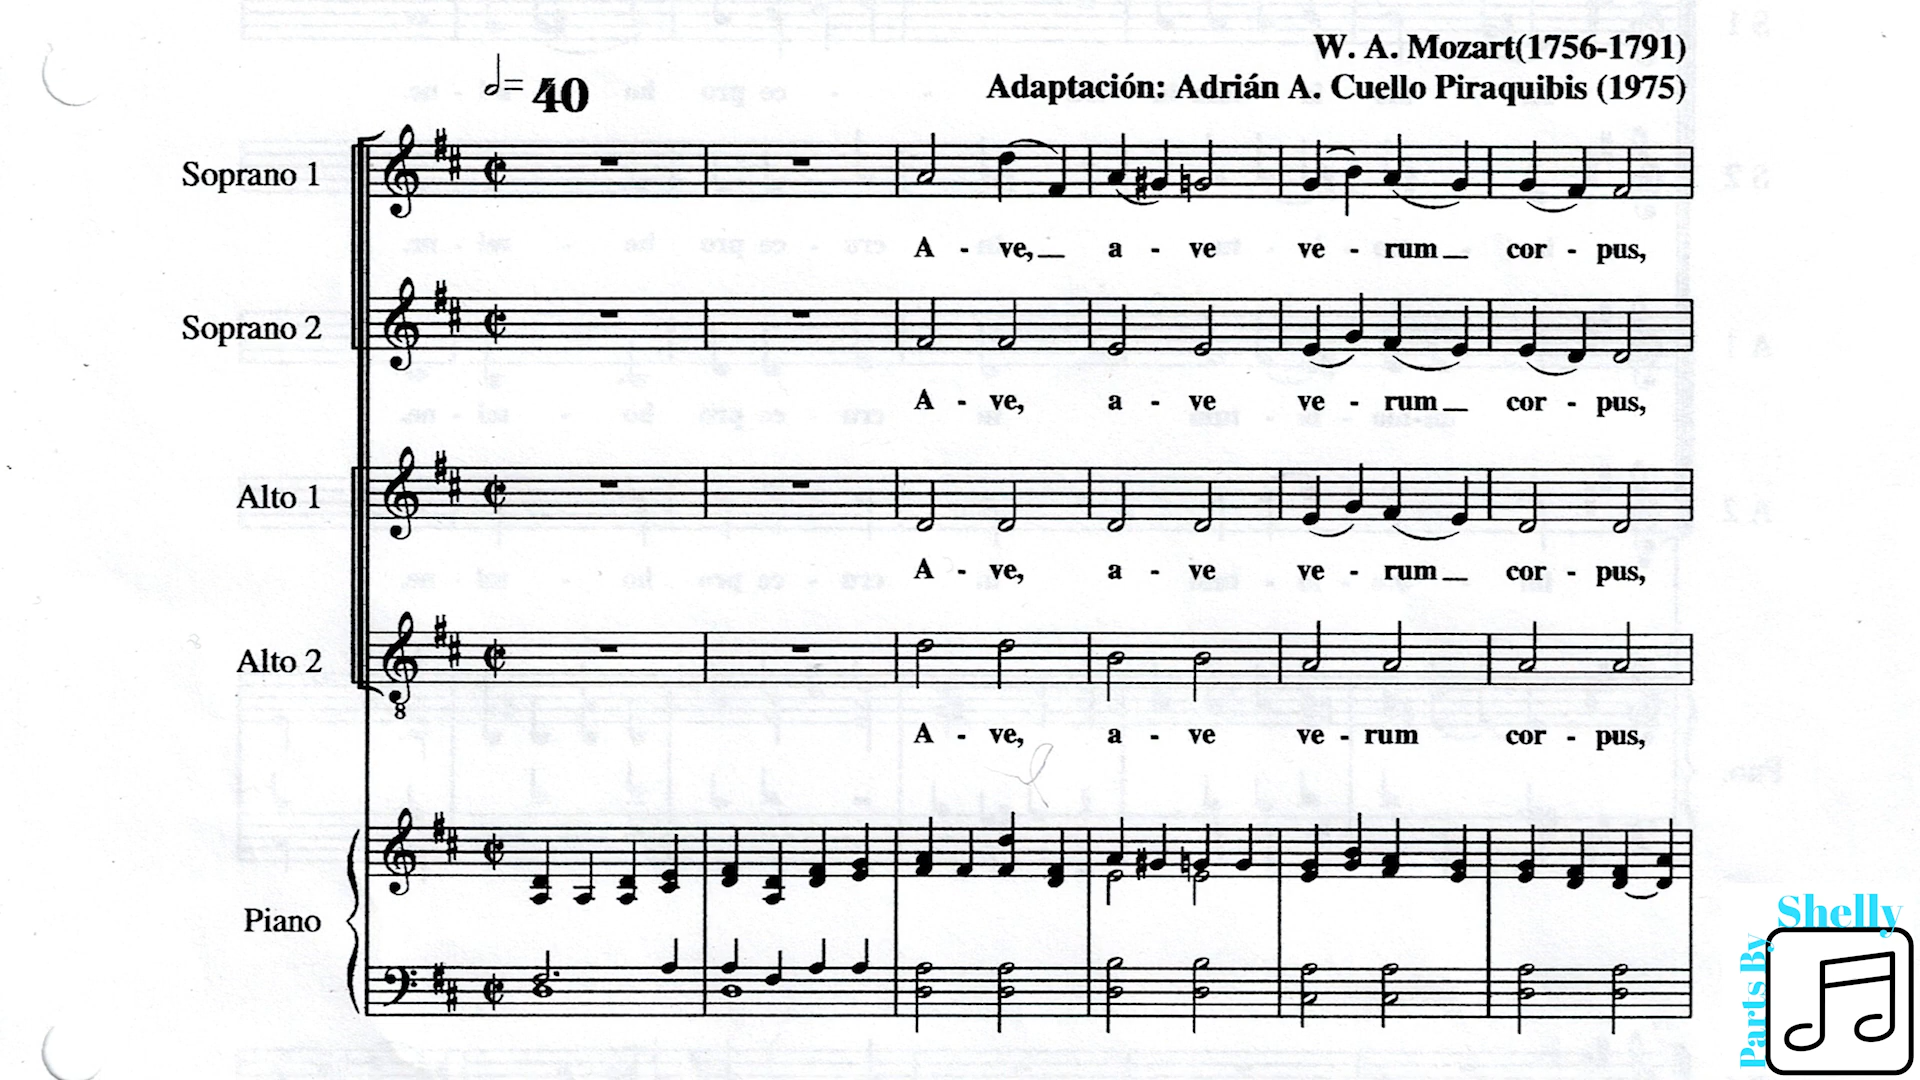 W. A. Mozart(1756-1791)
= 40
Adaptación: Adrián A. Cuello Piraquibis (1975)
Soprano 1
A - ve, a - ve ve - rum cor - pus,
Soprano 2
A - ve, a - ve ve - rum cor - pus,
Alto 1
A - ve, a - ve ve - rum cor - pus,
Alto 2
8
A - ve, a - ve ve - rum cor - pus,
Piano
Parts By
Shelly